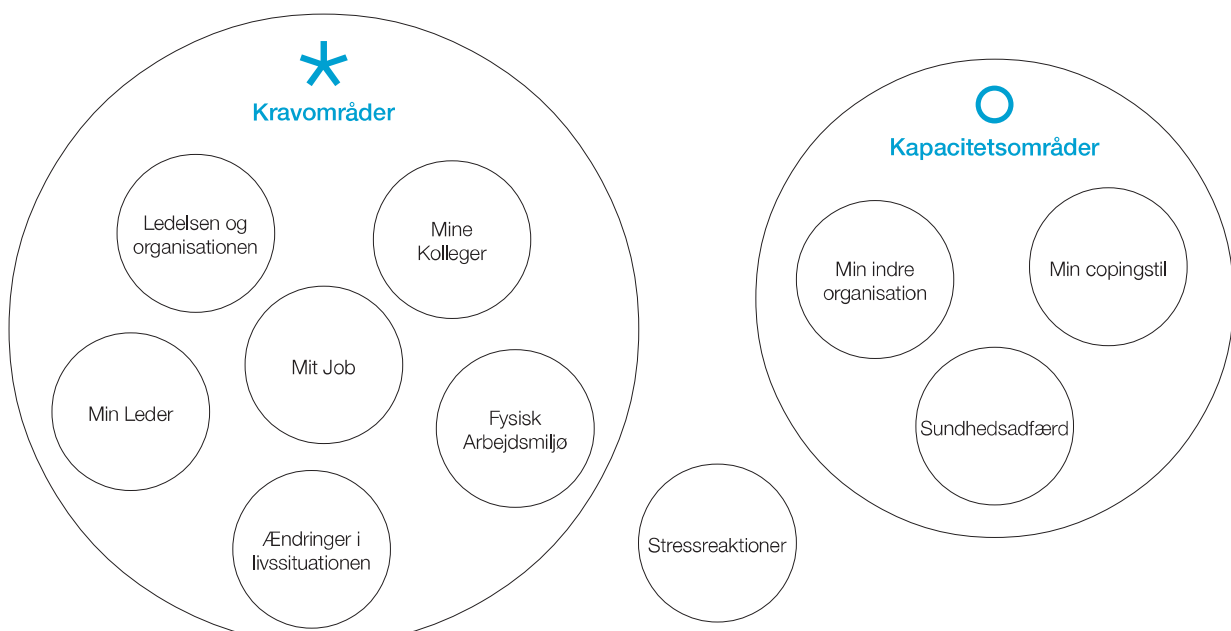 Kravområder
Ledelsen og
organisationen
Mine
Kolleger
Mit Job
Min Leder
Fysisk
Arbejdsmiljø
Ændringer i
livssituationen
Kapacitetsområder
Min indre
organisation
Min copingstil
Sundhedsadfærd
Stressreaktioner